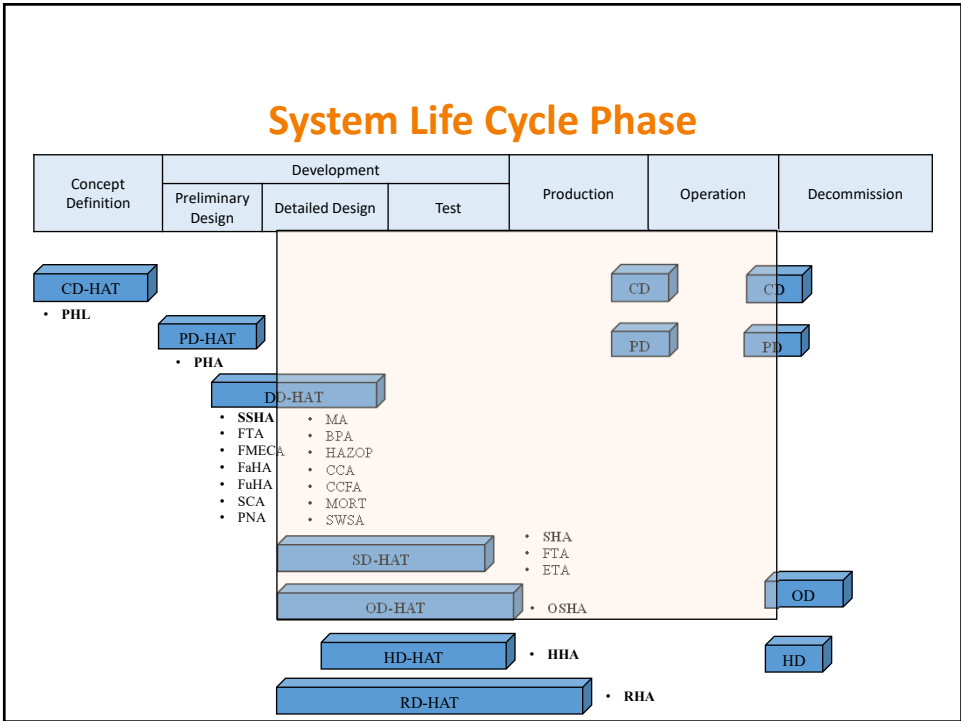 System Life Cycle Phase
Concept
Definition
Development
Preliminary
Design
Detailed Design
Test
Production
Operation
Decommission
CD-HAT
• PHL
CD
CD
PD-HAT
• PHA
PD
PD
DD-HAT
• SSHA
• FTA
• FMECA
• FaHA
• FuHA
• SCA
• PNA
• MA
• BPA
• HAZOP
• CCA
• CCFA
• MORT
• SWSA
SD-HAT
• SHA
• FTA
• ETA
OD-HAT
• OSHA
OD
HD-HAT
• HHA
HD
RD-HAT
• RHA